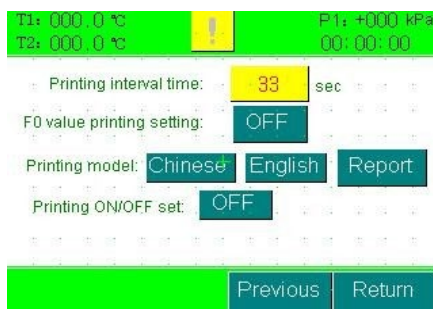 T1: 000.0 ℃ ! P1: +000 kPa
T2: 000.0 ℃ 00:00:00
Printing interval time: 33 sec
F0 value printing setting: OFF
Printing model: Chinese English Report
Printing ON/OFF set: OFF
Previous Return